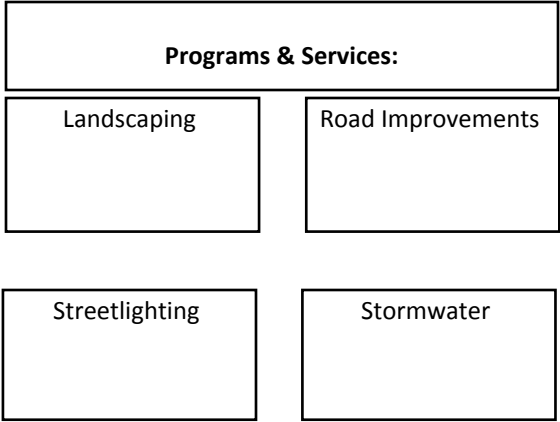 Programs & Services:
Landscaping
Road Improvements
Streetlighting
Stormwater